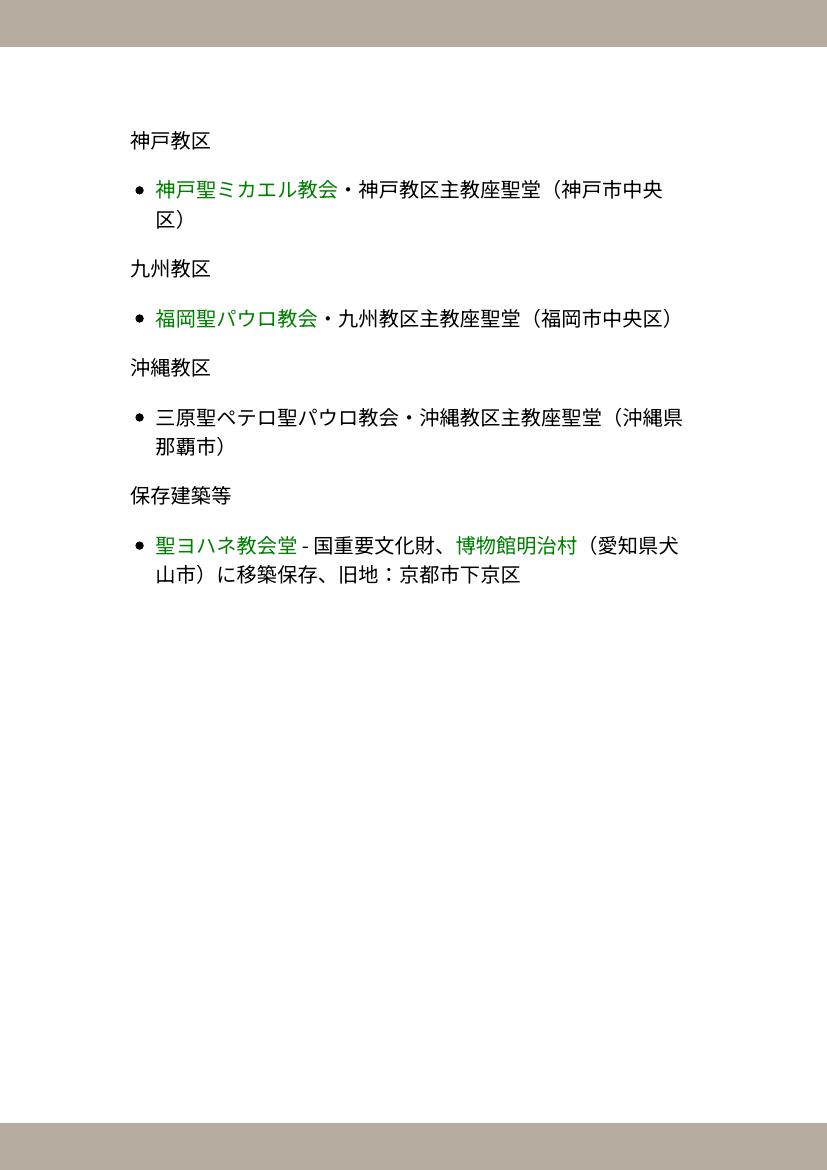 神戸教区
• 神戸聖ミカエル教会・神戸教区主教座聖堂（神戸市中央
区）
九州教区
• 福岡聖パウロ教会・九州教区主教座聖堂（福岡市中央区）
沖縄教区
• 三原聖ペテロ聖パウロ教会・沖縄教区主教座聖堂（沖縄県
那覇市）
保存建築等
• 聖ヨハネ教会堂 - 国重要文化財、博物館明治村（愛知県犬
山市）に移築保存、旧地：京都市下京区